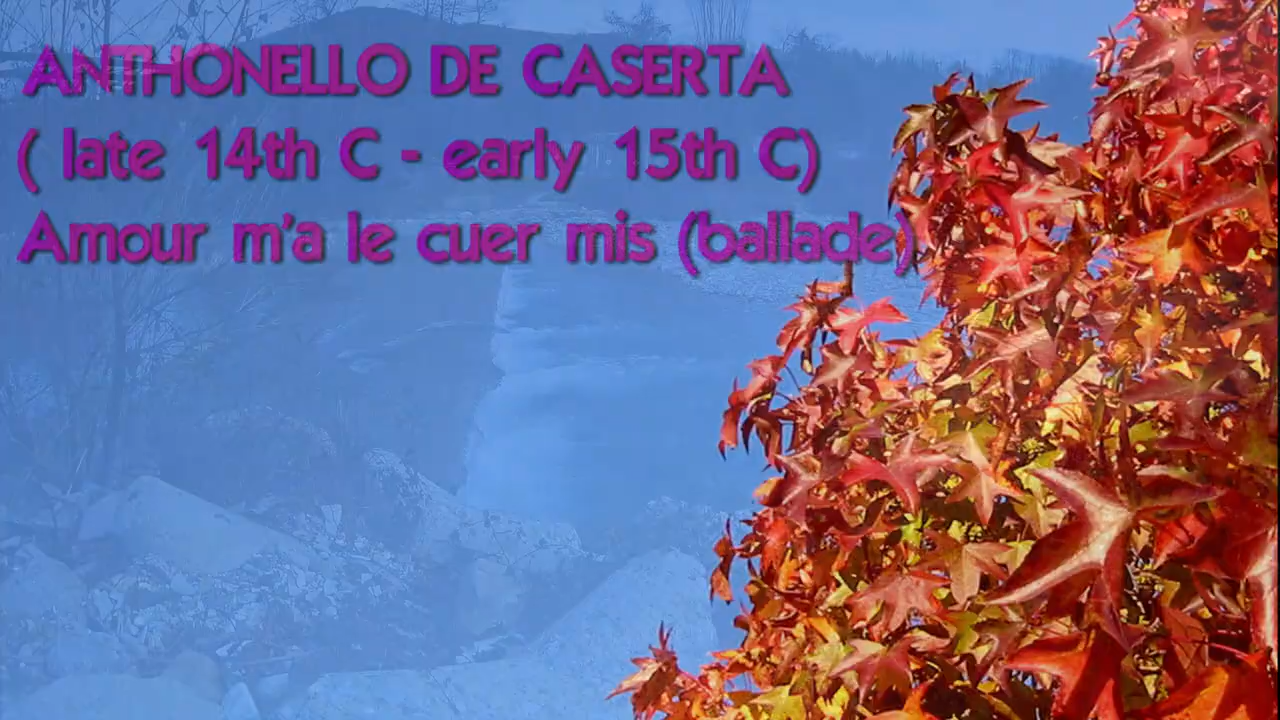 ANTHONELLO DE CASERTA
( late 14th C - early 15th C)
Amour m'a le cuer mis (ballade)